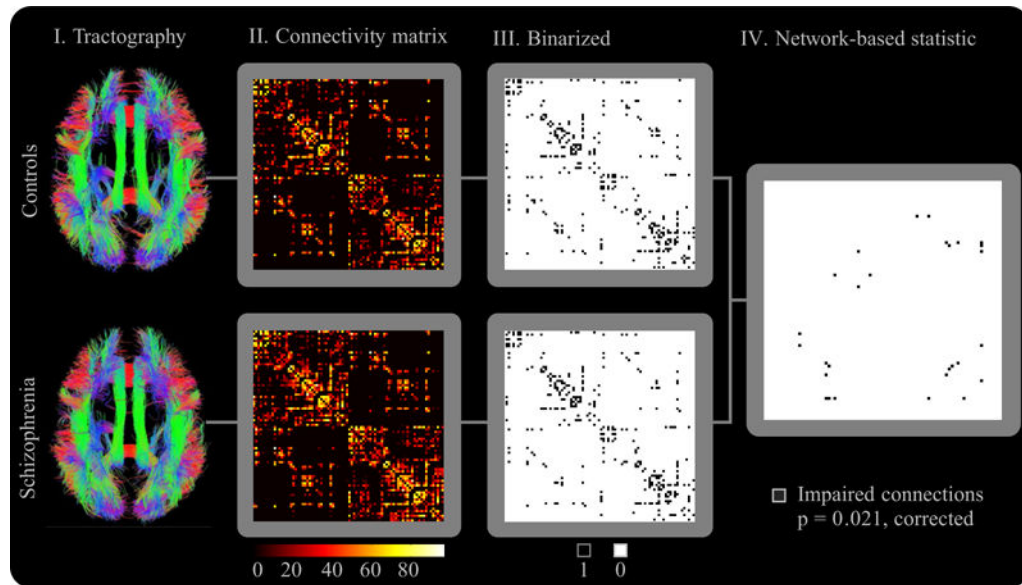 I. Tractography
II. Connectivity matrix
III. Binarized
IV. Network-based statistic
Controls
Schizophrenia
Impaired connections
p = 0.021, corrected
0 20 40 60 80
1 0